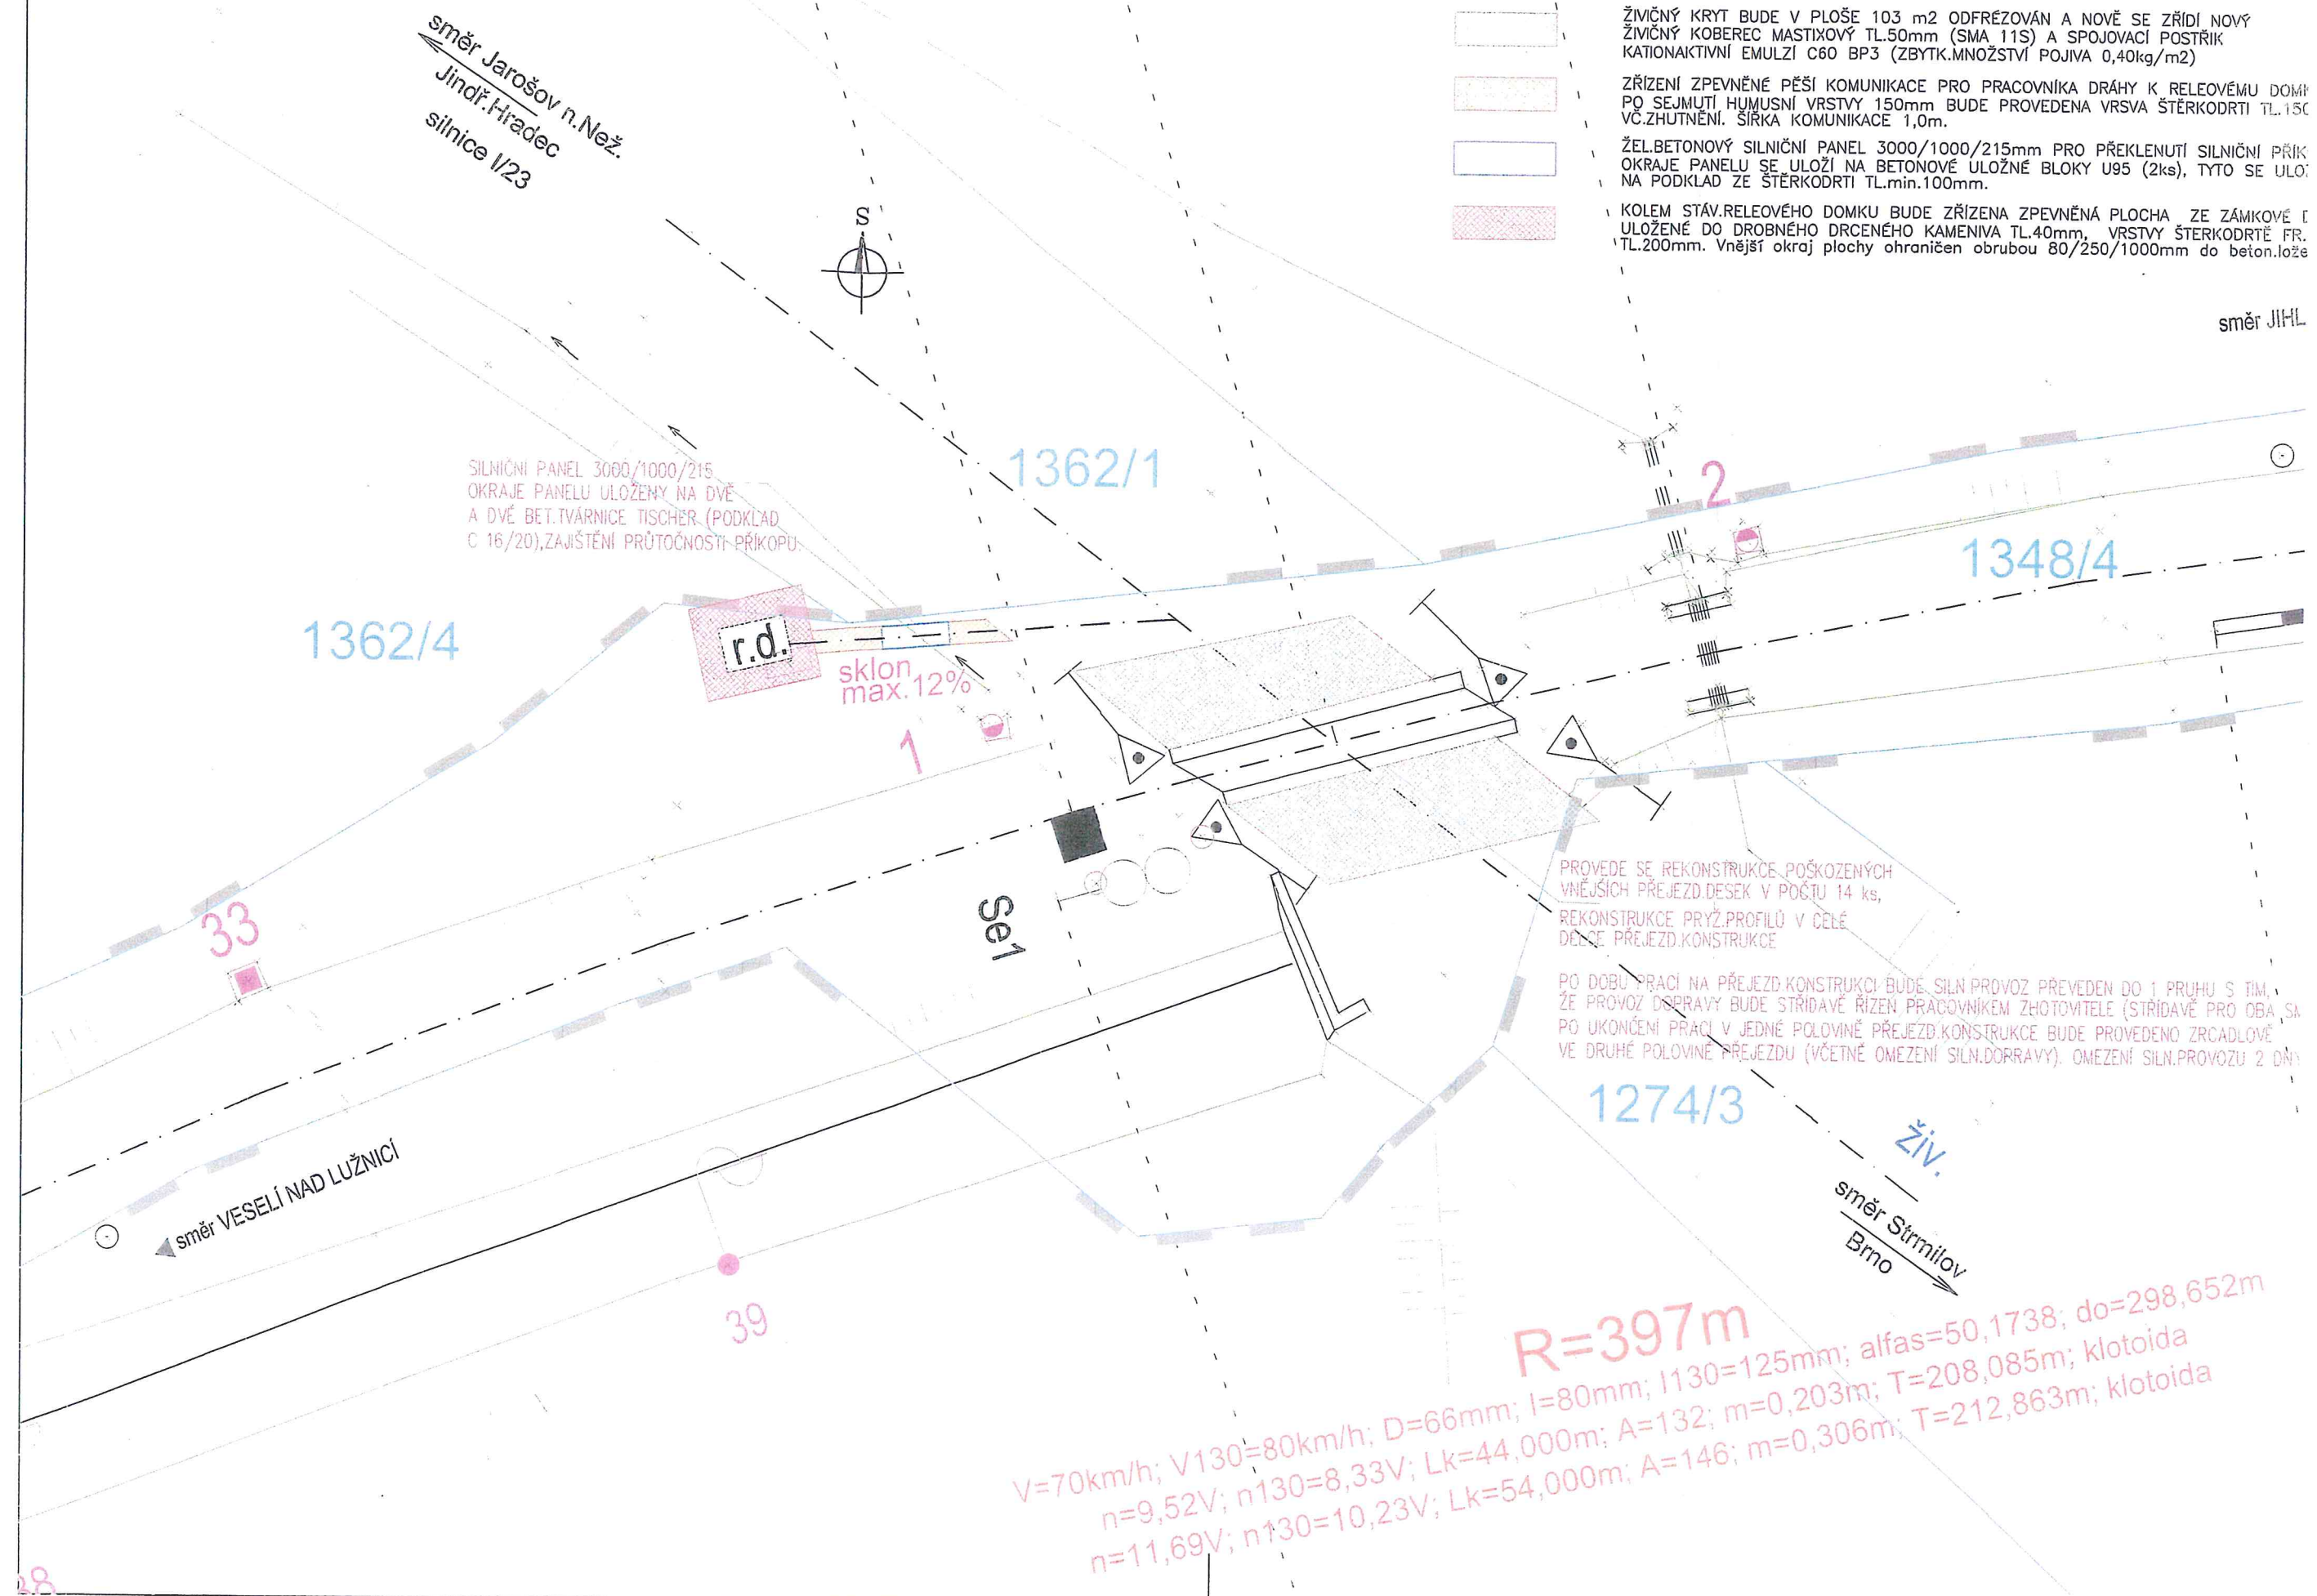 směr Jarošov n.Než.
Jindř.Hradec
silnice I/23
S
ŽIVIČNÝ KRYT BUDE V PLOŠE 103 m2 ODFRÉZOVÁN A NOVĚ SE ZŘÍDÍ NOVÝ
ŽIVIČNÝ KOBEREC MASTIXOVÝ TL.50mm (SMA 11S) A SPOJOVACÍ POSTŘIK
KATIONAKTIVNÍ EMULZÍ C60 BP3 (ZBYTK.MNOŽSTVÍ POJIVA 0,40kg/m2)
ZŘÍZENÍ ZPEVNĚNÉ PĚŠÍ KOMUNIKACE PRO PRACOVNÍKA DRÁHY K RELEOVÉMU
PO SEJMUTÍ HUMUSNÍ VRSTVY 150mm BUDE PROVEDENA VRSVA ŠTĚRKODRTI
VČ.ZHUTNĚNÍ. ŠÍŘKA KOMUNIKACE 1,0m.
ŽEL.BETONOVÝ SILNIČNÍ PANEL 3000/1000/215mm PRO PŘEKLENUTÍ SILNIČNÍ
OKRAJE PANELU SE ULOŽÍ NA BETONOVÉ ULOŽNÉ BLOKY U95 (2ks), TYTO SE
NA PODKLAD ZE ŠTĚRKODRTI TL.min.100mm.
KOLEM STÁV.RELEOVÉHO DOMKU BUDE ZŘÍZENA ZPEVNĚNÁ PLOCHA ZE ZÁMKOVÉ
ULOŽENÉ DO DROBNÉHO DRCENÉHO KAMENIVA TL.40mm, VRSTVY ŠTERKODRTĚ FR.
TL.200mm. Vnější okraj plochy ohraničen obrubou 80/250/1000mm do
směr JIHL
SILNIČNÍ PANEL 3000/1000/215
OKRAJE PANELU ULOŽENY NA DVĚ
A DVĚ BET.TVÁRNICE TISCHER (PODKLAD
C 16/20),ZAJIŠTĚNÍ PRŮTOČNOSTI PŘÍKOPU
1362/1
2
1348/4
1362/4
r.d.
sklon
max.12%
1
33
Se1
PROVEDE SE REKONSTRUKCE POŠKOZENÝCH
VNĚJŠÍCH PŘEJEZD.DESEK V POČTU 14 ks,
REKONSTRUKCE PRYŽ.PROFILŮ V CELÉ
DÉLCE PŘEJEZD.KONSTRUKCE
PO DOBU PRACÍ NA PŘEJEZD.KONSTRUKCI BUDE SILN.PROVOZ PŘEVEDEN DO 1 PRUHU S TÍM,
ŽE PROVOZ DOPRAVY BUDE STŘÍDAVĚ ŘÍZEN PRACOVNÍKEM ZHOTOVITELE (STŘÍDAVĚ PRO OBA
PO UKONČENÍ PRACÍ V JEDNÉ POLOVINĚ PŘEJEZD.KONSTRUKCE BUDE PROVEDENO ZRCADLOVĚ
VE DRUHÉ POLOVINĚ PŘEJEZDU (VČETNĚ OMEZENÍ SILN.DOPRAVY). OMEZENÍ SILN.PROVOZU 2
1274/3
ŽIV.
směr Strmilov
Brno
směr VESELÍ NAD LUŽNICÍ
39
R=397m
V=70km/h; V130=80km/h; D=66mm; I=80mm; I130=125mm; alfas=50,1738; do=298,652m
n=9,52V; n130=8,33V; Lk=44,000m; A=132; m=0,203m; T=208,085m; klotoida
n=11,69V; n130=10,23V; Lk=54,000m; A=146; m=0,306m; T=212,863m; klotoida
38